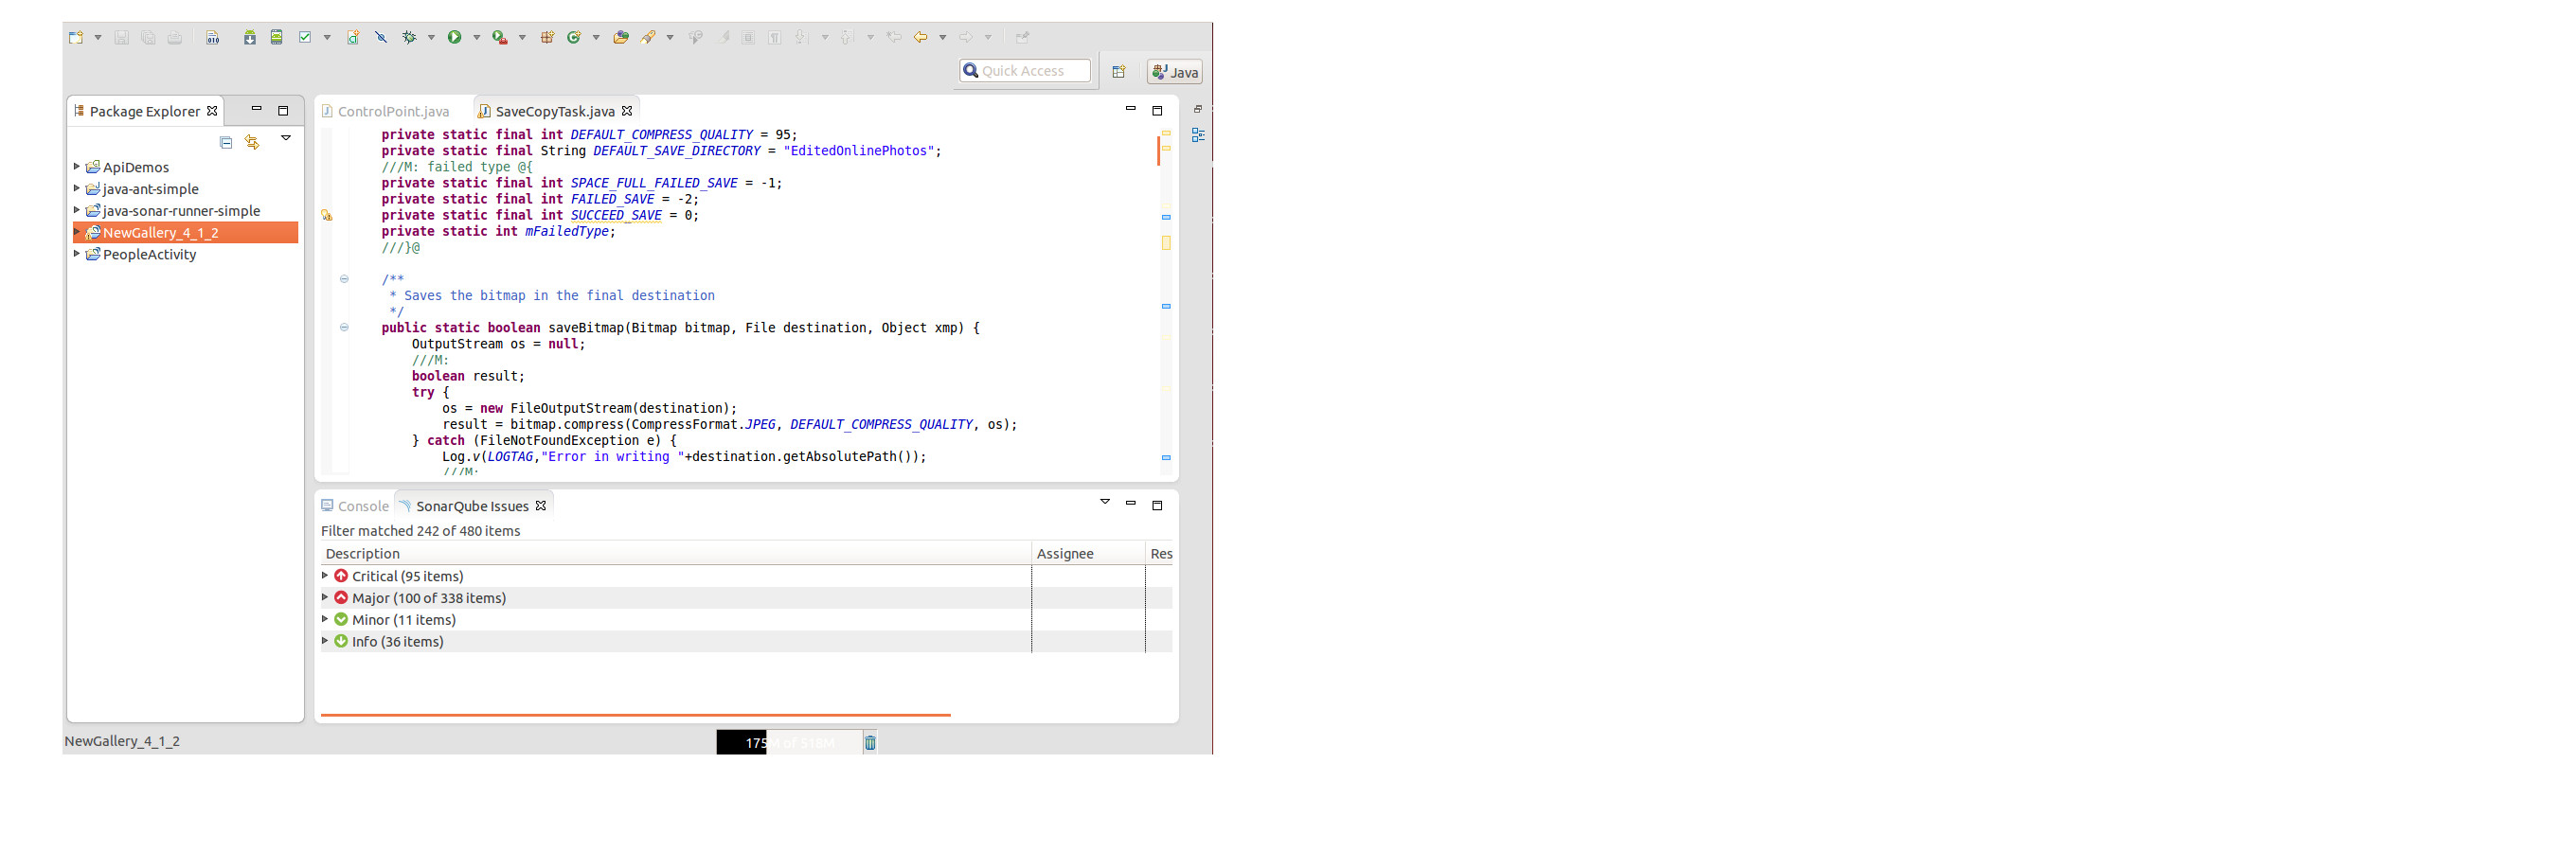 Quick Access
Java
Package Explorer
ApiDemos
java-ant-simple
java-sonar-runner-simple
NewGallery_4_1_2
PeopleActivity
ControlPoint.java
SaveCopyTask.java
private static final int DEFAULT_COMPRESS_QUALITY = 95;
private static final String DEFAULT_SAVE_DIRECTORY = "EditedOnlinePhotos";
///M: failed type @{
private static final int SPACE_FULL_FAILED_SAVE = -1;
private static final int FAILED_SAVE = -2;
private static final int SUCCEED_SAVE = 0;
private static int mFailedType;
///}@
/**
* Saves the bitmap in the final destination
*/
public static boolean saveBitmap(Bitmap bitmap, File destination, Object xmp) {
OutputStream os = null;
///M:
boolean result;
try {
os = new FileOutputStream(destination);
result = bitmap.compress(CompressFormat.JPEG, DEFAULT_COMPRESS_QUALITY, os);
} catch (FileNotFoundException e) {
Log.v(LOGTAG,"Error in writing "+destination.getAbsolutePath());
///M:
Console
SonarQube Issues
Filter matched 242 of 480 items
Description Assignee Res
Critical (95 items)
Major (100 of 338 items)
Minor (11 items)
Info (36 items)
NewGallery_4_1_2
175M of 518M